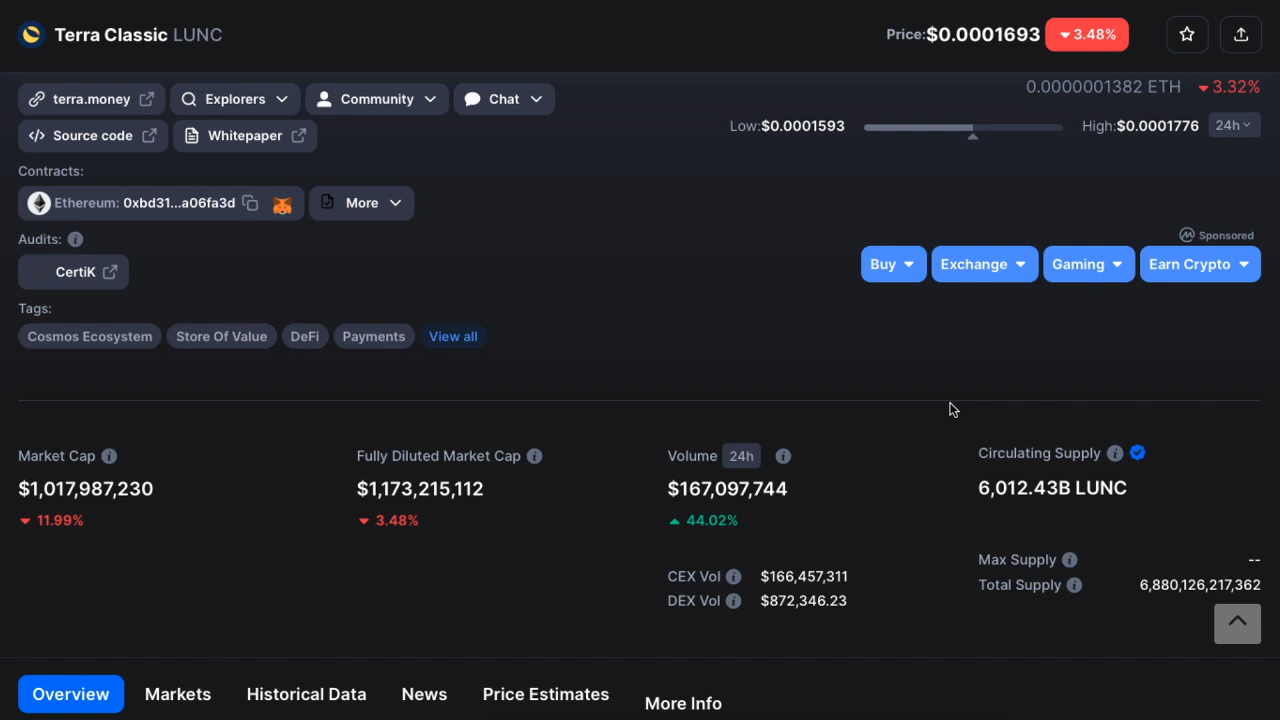 Terra Classic LUNC
Price:$0.0001693 3.48%
terra.money Explorers Community Chat
0.0000001382 ETH 3.32%
Source code Whitepaper
Low:$0.0001593 High:$0.0001776 24h
Contracts:
Ethereum: 0xbd31...a06fa3d More
Audits:
CertiK
Sponsored
Buy Exchange Gaming Earn Crypto
Tags:
Cosmos Ecosystem Store Of Value DeFi Payments View all
Market Cap
$1,017,987,230
11.99%
Fully Diluted Market Cap
$1,173,215,112
3.48%
Volume 24h
$167,097,744
44.02%
CEX Vol $166,457,311
DEX Vol $872,346.23
Circulating Supply
6,012.43B LUNC
Max Supply --
Total Supply 6,880,126,217,362
Overview Markets Historical Data News Price Estimates More Info